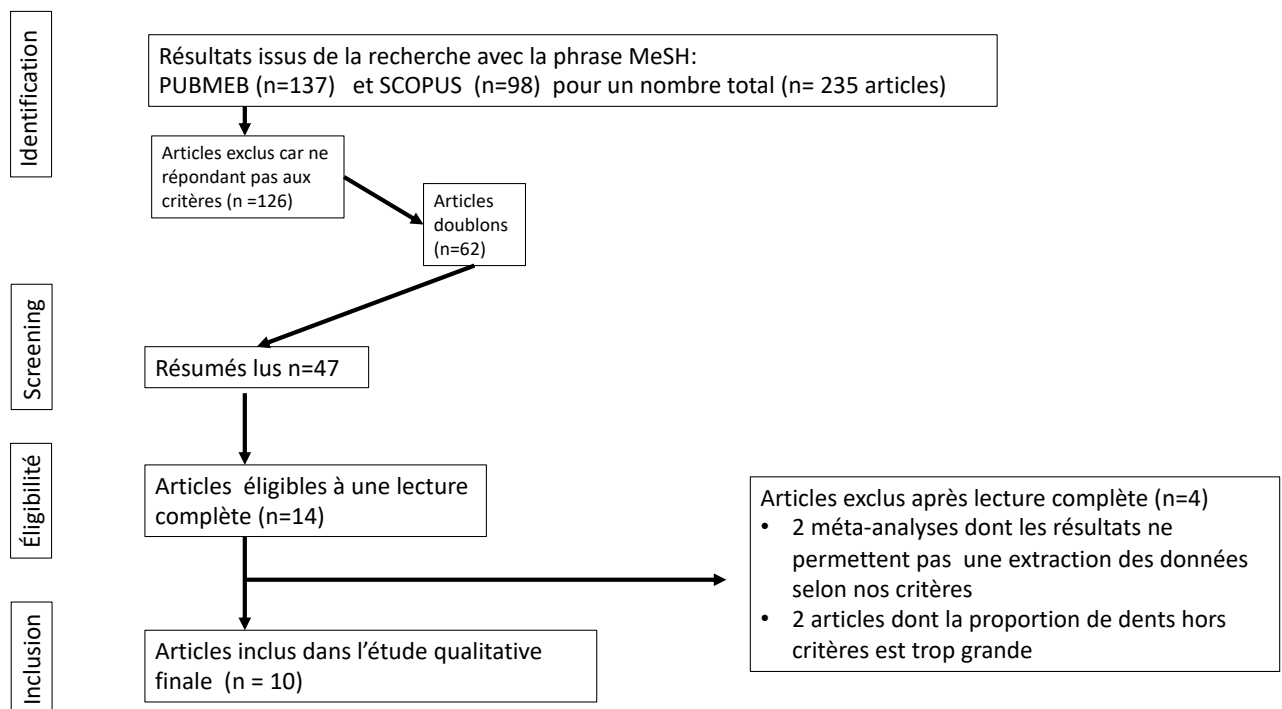 Identification
Résultats issus de la recherche avec la phrase MeSH:
PUBMEB (n=137) et SCOPUS (n=98) pour un nombre total (n= 235 articles)
Articles exclus car ne
répondant pas aux
critères (n =126)
Articles
doublons
(n=62)
Screening
Résumés lus n=47
Éligibilité
Articles éligibles à une lecture
complète (n=14)
Articles exclus après lecture complète (n=4)
• 2 méta-analyses dont les résultats ne
permettent pas une extraction des données
selon nos critères
• 2 articles dont la proportion de dents hors
critères est trop grande
Inclusion
Articles inclus dans l’étude qualitative
finale (n = 10)